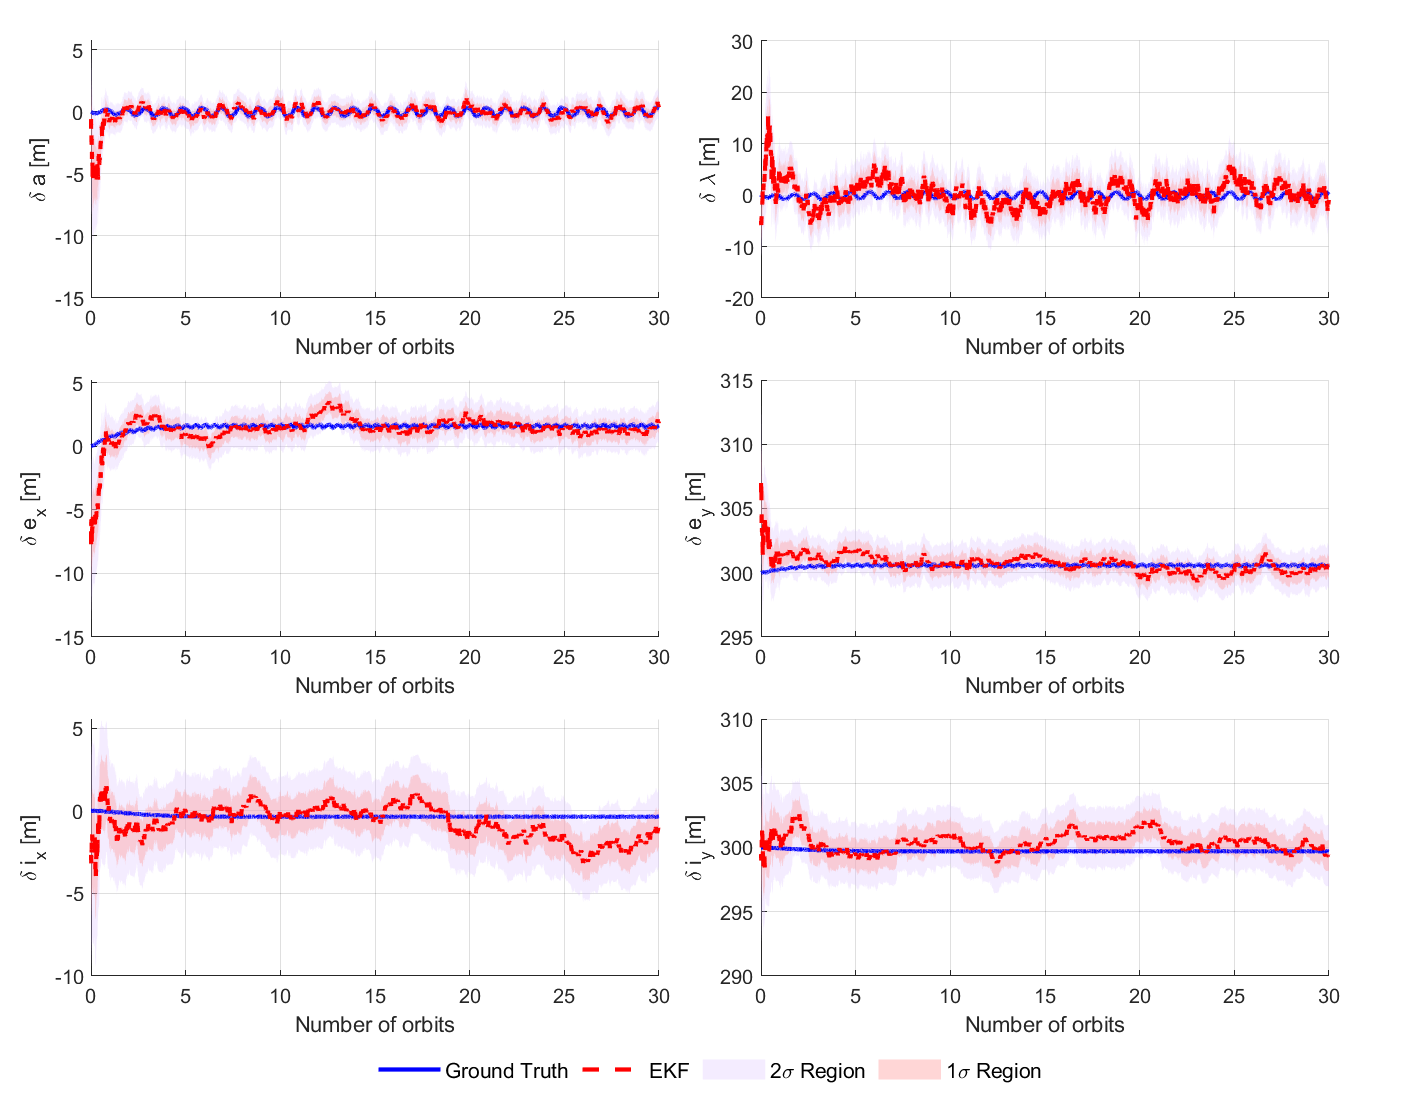 5
0
-5
-10
-15
δ a [m]
0 5 10 15 20 25 30
Number of orbits
30
20
10
0
-10
-20
δ λ [m]
0 5 10 15 20 25 30
Number of orbits
5
0
-5
-10
-15
δ e_x [m]
0 5 10 15 20 25 30
Number of orbits
315
310
305
300
295
δ e_y [m]
0 5 10 15 20 25 30
Number of orbits
5
0
-5
-10
δ i_x [m]
0 5 10 15 20 25 30
Number of orbits
310
305
300
295
290
δ i_y [m]
0 5 10 15 20 25 30
Number of orbits
Ground Truth EKF 2σ Region 1σ Region